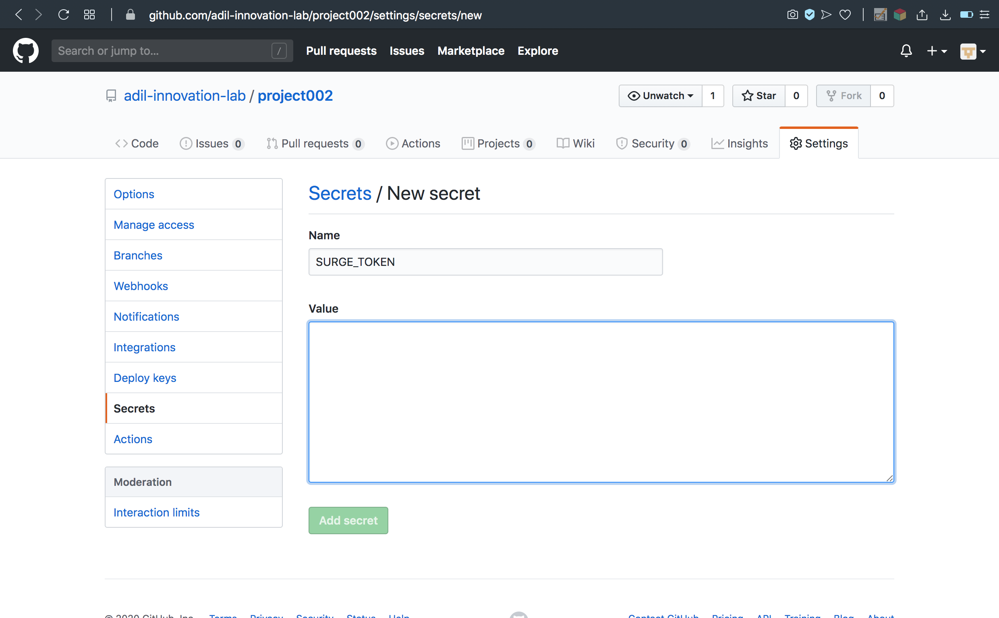 github.com/adil-innovation-lab/project002/settings/secrets/new
Search or jump to... /
Pull requests Issues Marketplace Explore
adil-innovation-lab / project002
Unwatch 1 Star 0 Fork 0
Code Issues 0 Pull requests 0 Actions Projects 0 Wiki Security 0 Insights Settings
Options
Manage access
Branches
Webhooks
Notifications
Integrations
Deploy keys
Secrets
Actions
Moderation
Interaction limits
Secrets / New secret
Name
SURGE_TOKEN
Value
Add secret
© 2020 GitHub, Inc. Terms Privacy Security Status Help Contact GitHub Pricing API Training Blog About